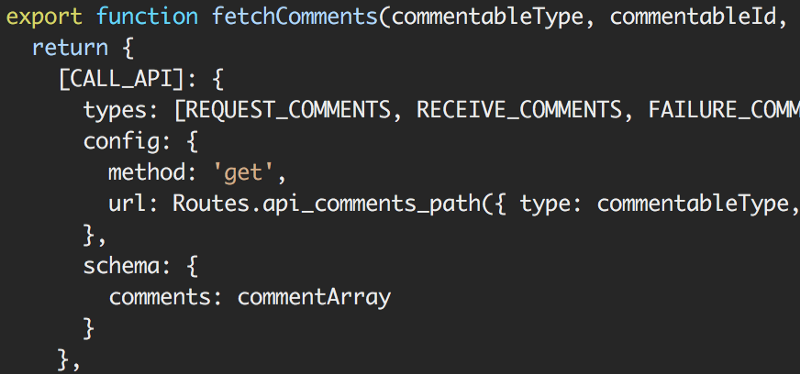 export function fetchComments(commentableType, commentableId,
return {
[CALL_API]: {
types: [REQUEST_COMMENTS, RECEIVE_COMMENTS, FAILURE_COMM
config: {
method: 'get',
url: Routes.api_comments_path({ type: commentableType,
},
schema: {
comments: commentArray
}
},